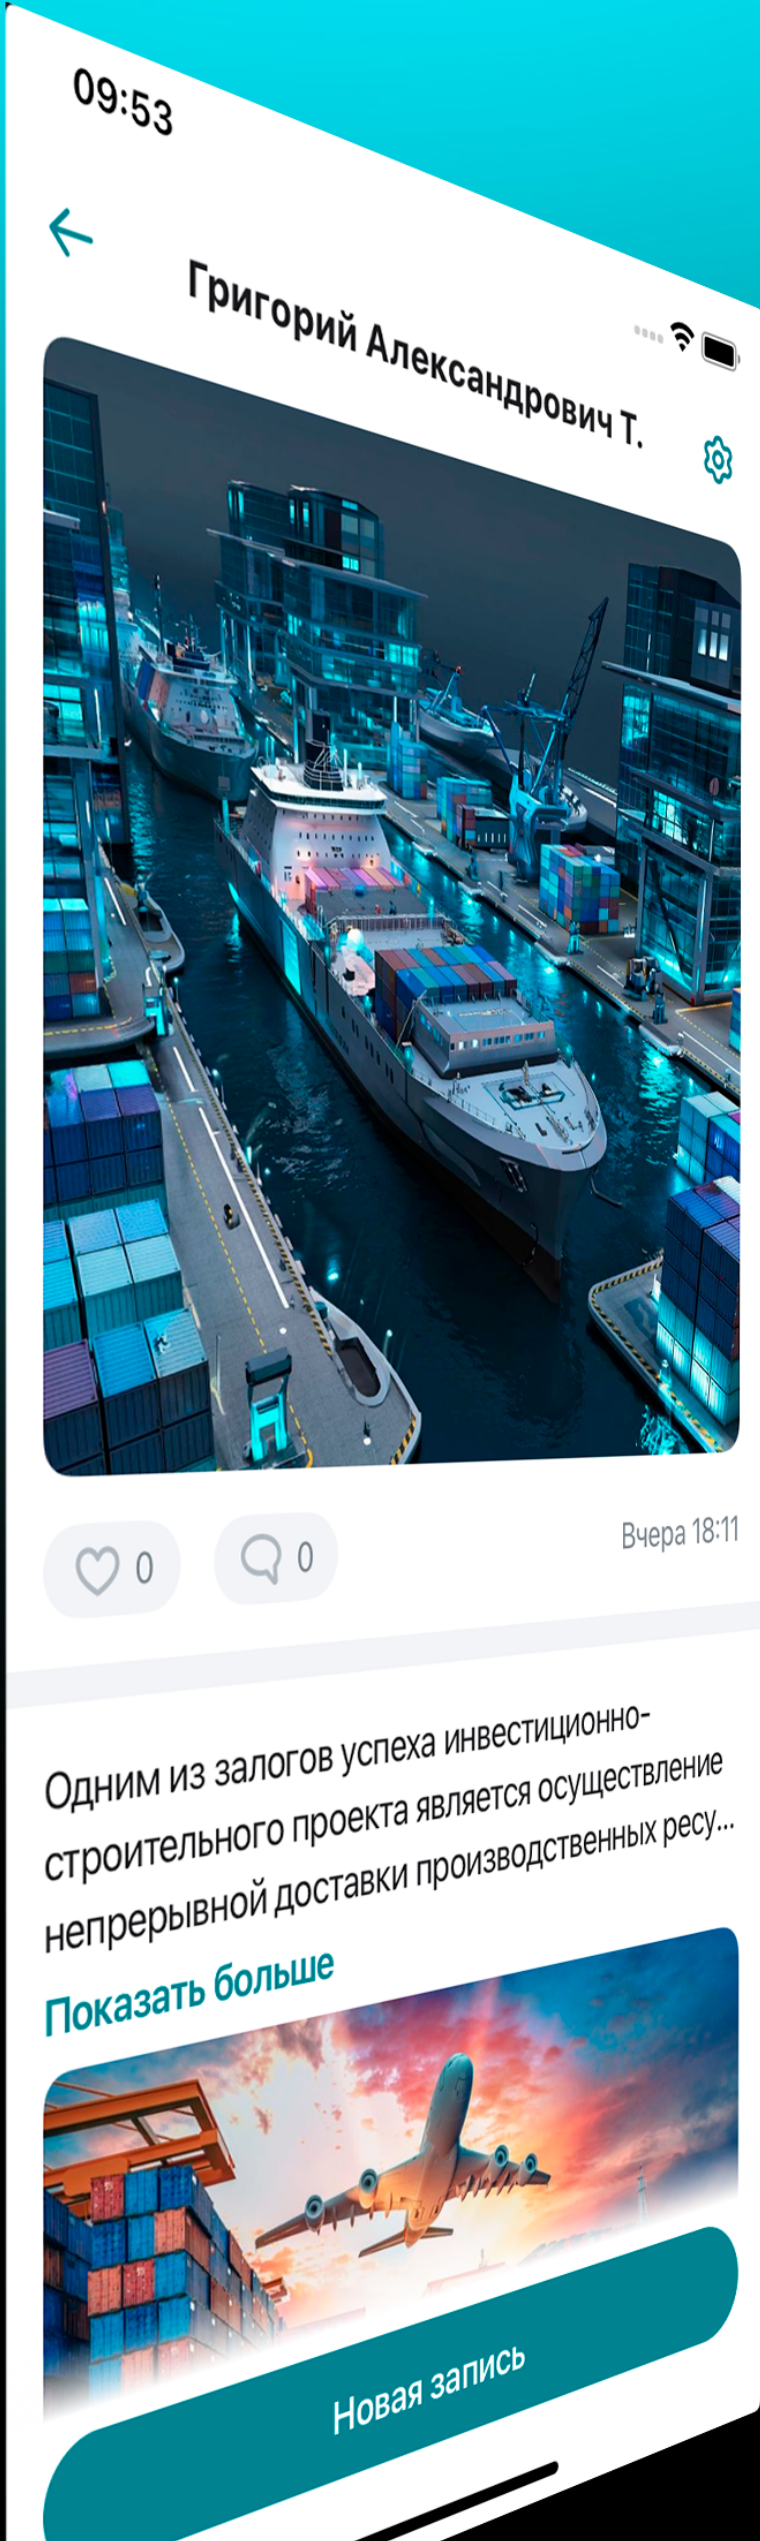 09:53
Григорий Александрович Т.
0
0
Вчера 18:11
Одним из залогов успеха инвестиционно-
строительного проекта является осуществление
непрерывной доставки производственных ресу...
Показать больше
Новая запись